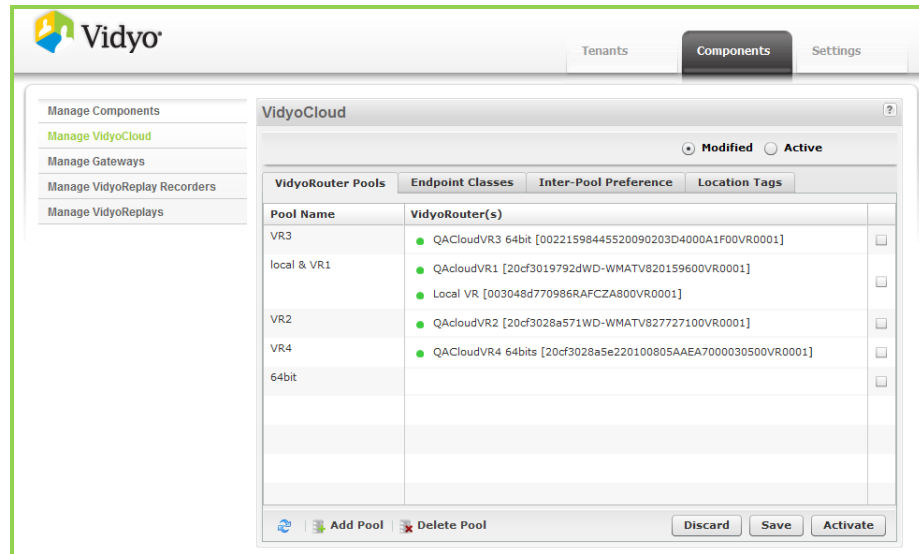 Vidyo
Tenants Components Settings
Manage Components
Manage VidyoCloud
Manage Gateways
Manage VidyoReplay Recorders
Manage VidyoReplays
VidyoCloud ?
Modified Active
VidyoRouter Pools Endpoint Classes Inter-Pool Preference Location Tags
Pool Name VidyoRouter(s)
VR3 QACloudVR3 64bit [00221598445520090203D4000A1F00VR0001]
local & VR1 QAcloudVR1 [20cf3019792dWD-WMATV820159600VR0001]
Local VR [003048d770986RAFCZA800VR0001]
VR2 QAcloudVR2 [20cf3028a571WD-WMATV827727100VR0001]
VR4 QACloudVR4 64bits [20cf3028a5e220100805AAEA7000030500VR0001]
64bit
Add Pool Delete Pool Discard Save Activate